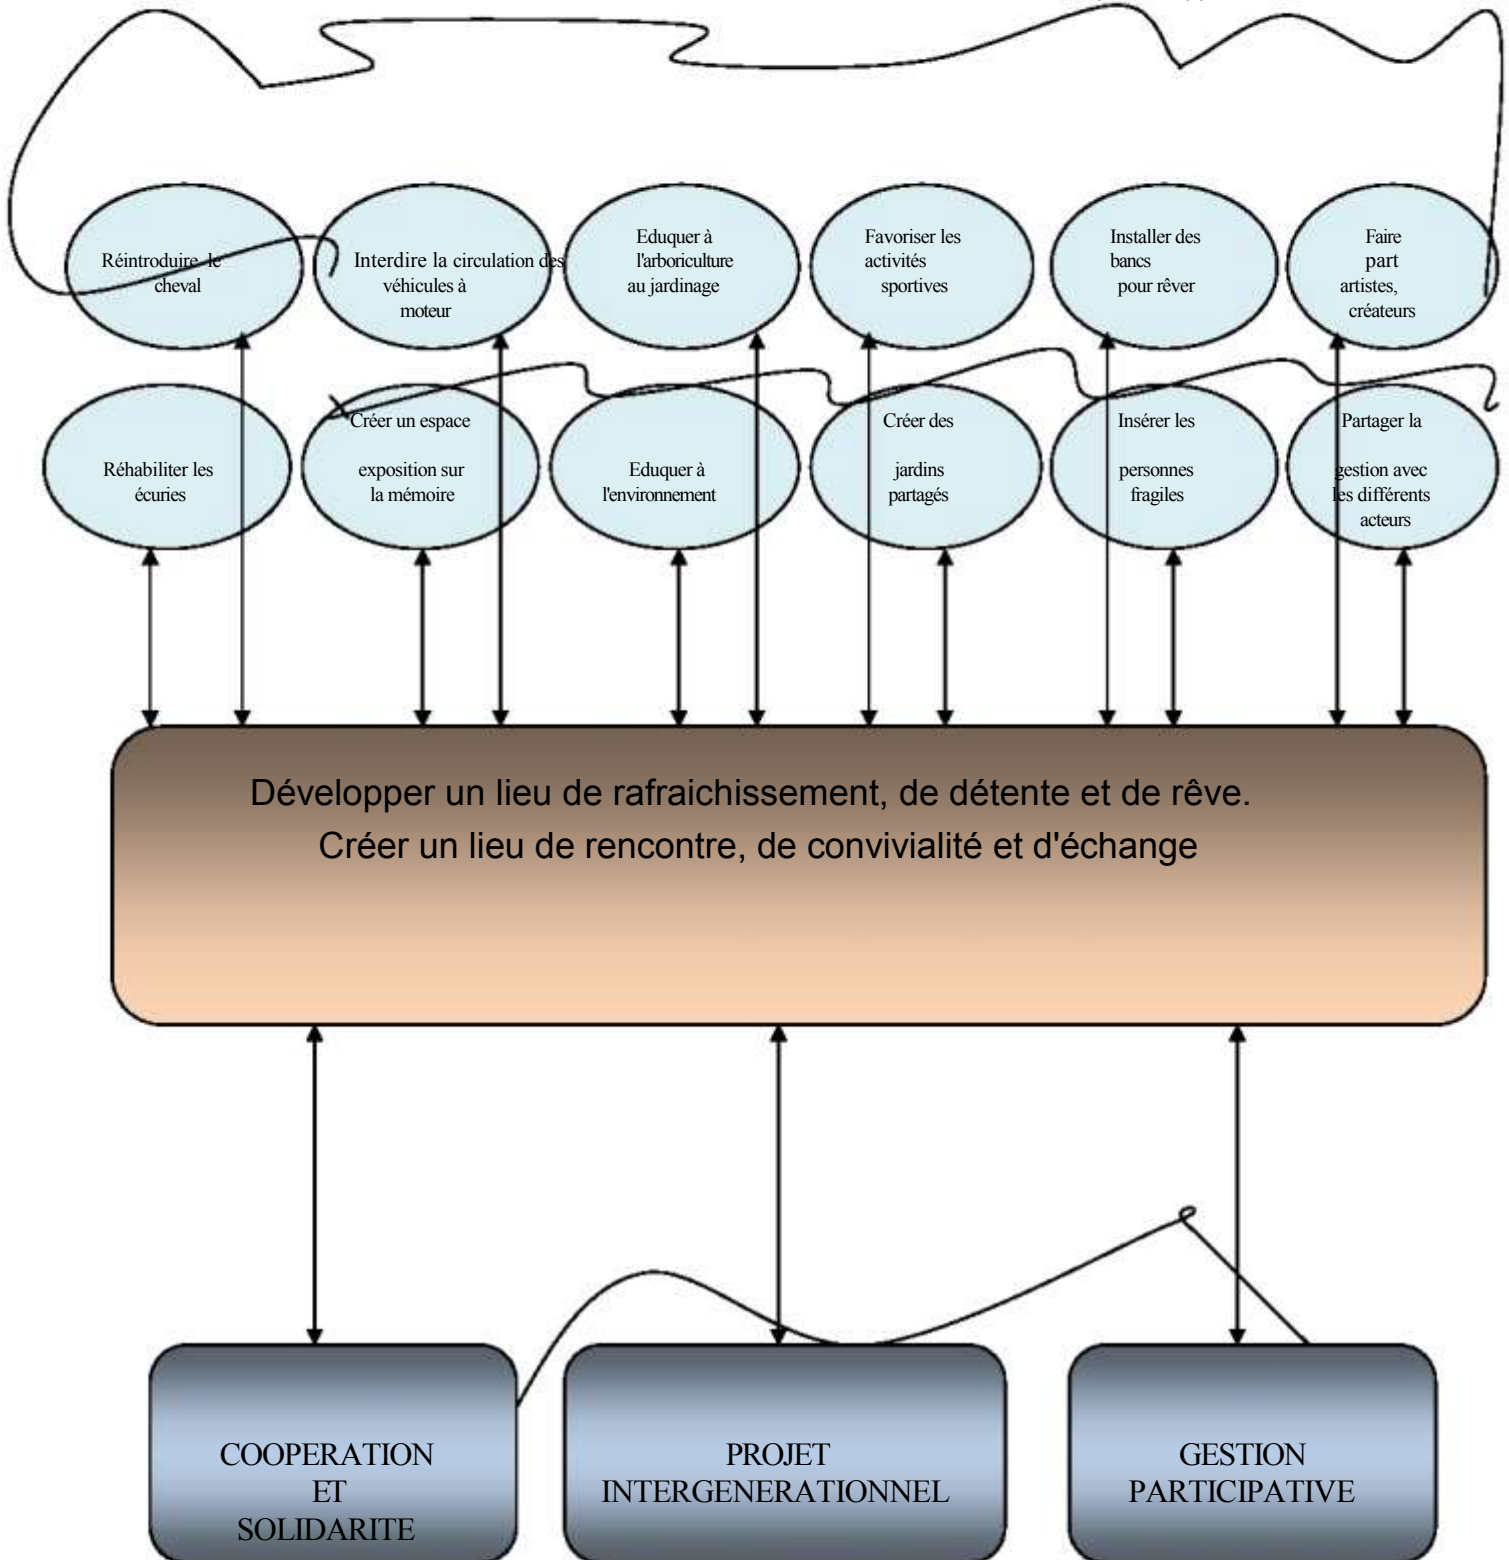 Réintroduire le
cheval
Interdire la circulation des
véhicules à
moteur
Eduquer à
l'arboriculture
au jardinage
Favoriser les
activités
sportives
Installer des
bancs
pour rêver
Faire
part
artistes,
créateurs
Réhabiliter les
écuries
Créer un espace
exposition sur
la mémoire
Eduquer à
l'environnement
Créer des
jardins
partagés
Insérer les
personnes
fragiles
Partager la
gestion avec
les différents
acteurs
Développer un lieu de rafraichissement, de détente et de rêve.
Créer un lieu de rencontre, de convivialité et d'échange
COOPERATION
ET
SOLIDARITE
PROJET
INTERGENERATIONNEL
GESTION
PARTICIPATIVE